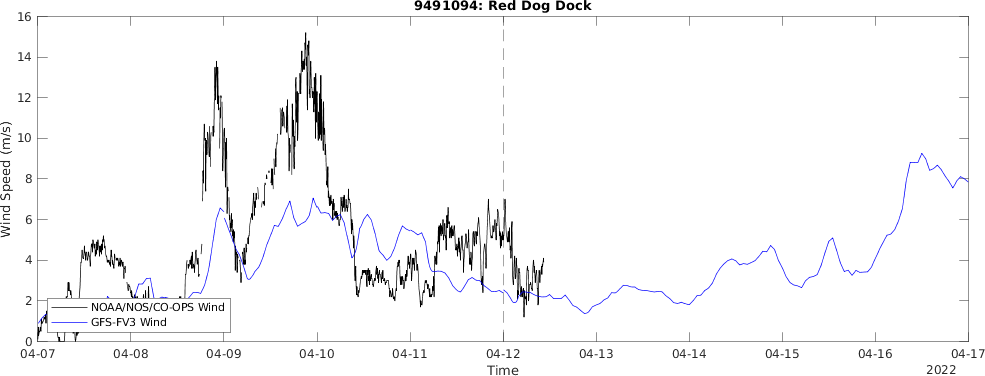 9491094: Red Dog Dock
Wind Speed (m/s)
16
14
12
10
8
6
4
2
0
NOAA/NOS/CO-OPS Wind
GFS-FV3 Wind
04-07 04-08 04-09 04-10 04-11 04-12 04-13 04-14 04-15 04-16 04-17
Time
2022